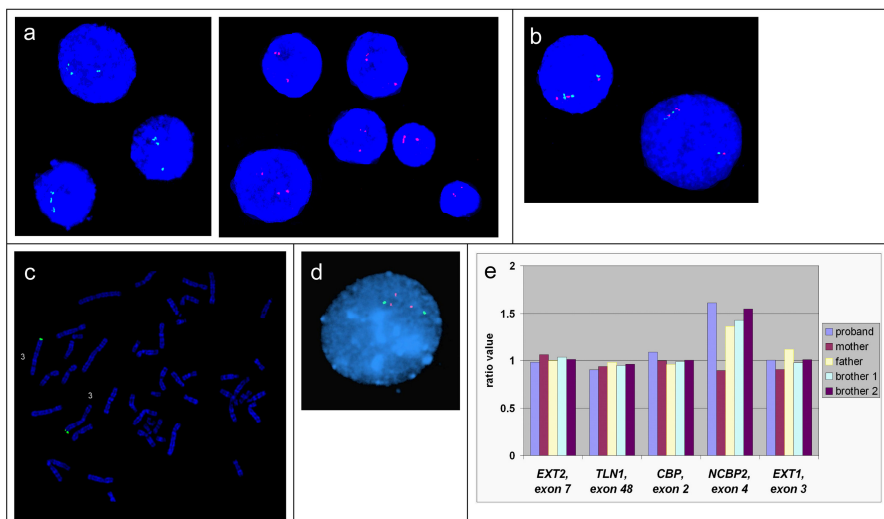 a
b
c
3
3
d
e
2
1.5
1
0.5
0
ratio value
EXT2, exon 7
TLN1, exon 48
CBP, exon 2
NCBP2, exon 4
EXT1, exon 3
proband
mother
father
brother 1
brother 2